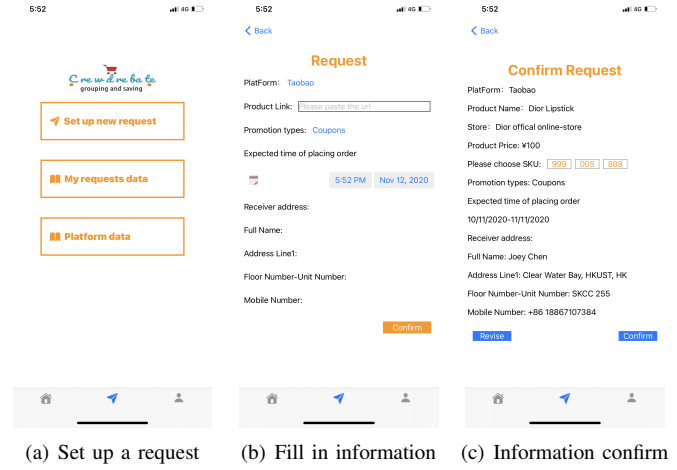 5:52
4G
Crewdrebate
grouping and saving
Set up new request
My requests data
Platform data
(a) Set up a request
5:52
4G
Back
Request
PlatForm: Taobao
Product Link: Please paste the url
Promotion types: Coupons
Expected time of placing order
5:52 PM Nov 12, 2020
Receiver address:
Full Name:
Address Line1:
Floor Number-Unit Number:
Mobile Number:
Confirm
(b) Fill in information
5:52
4G
Back
Confirm Request
PlatForm: Taobao
Product Name: Dior Lipstick
Store: Dior offical online-store
Product Price: ¥100
Please choose SKU: 999 005 888
Promotion types: Coupons
Expected time of placing order
10/11/2020-11/11/2020
Receiver address:
Full Name: Joey Chen
Address Line1: Clear Water Bay, HKUST, HK
Floor Number-Unit Number: SKCC 255
Mobile Number: +86 18867107384
Revise Confirm
(c) Information confirm